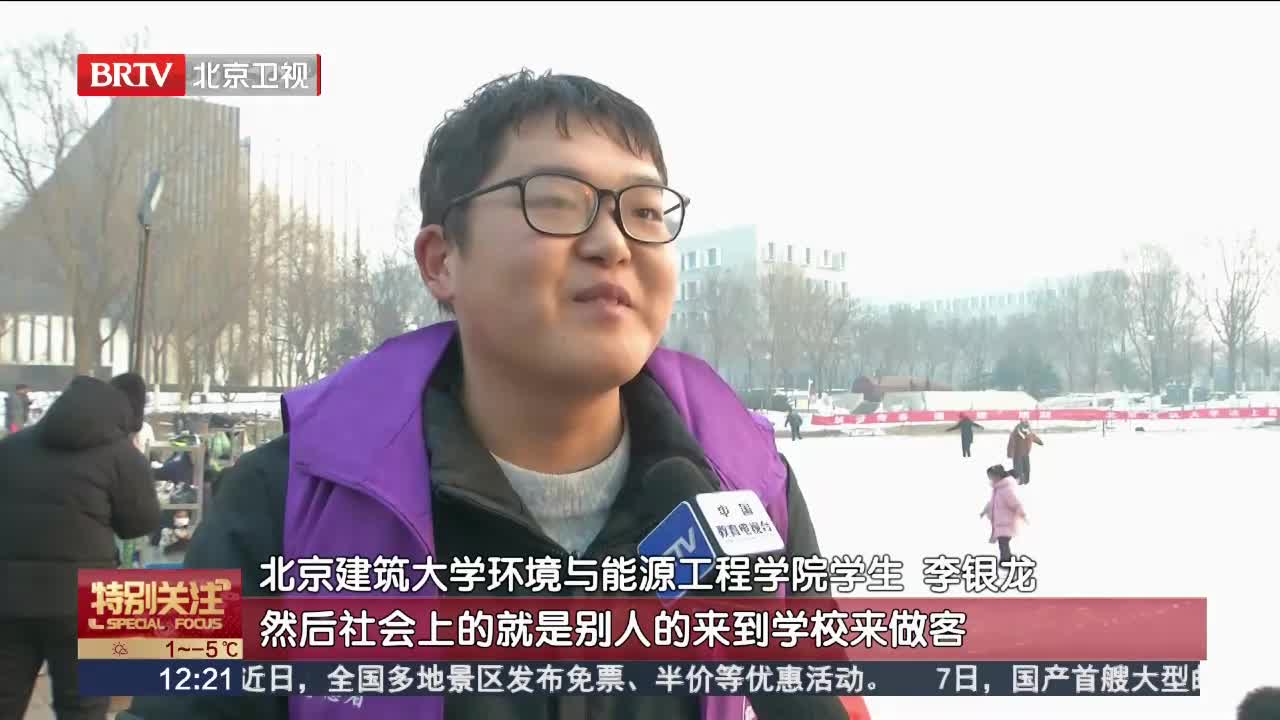 BRTV 北京卫视
中国
教育电视台
TV
北京建筑大学环境与能源工程学院学生 李银龙
特别关注
SPECIAL FOCUS
然后社会上的就是别人的来到学校来做客
1~-5℃
12:21 近日,全国多地景区发布免票、半价等优惠活动。 7日,国产首艘大型的